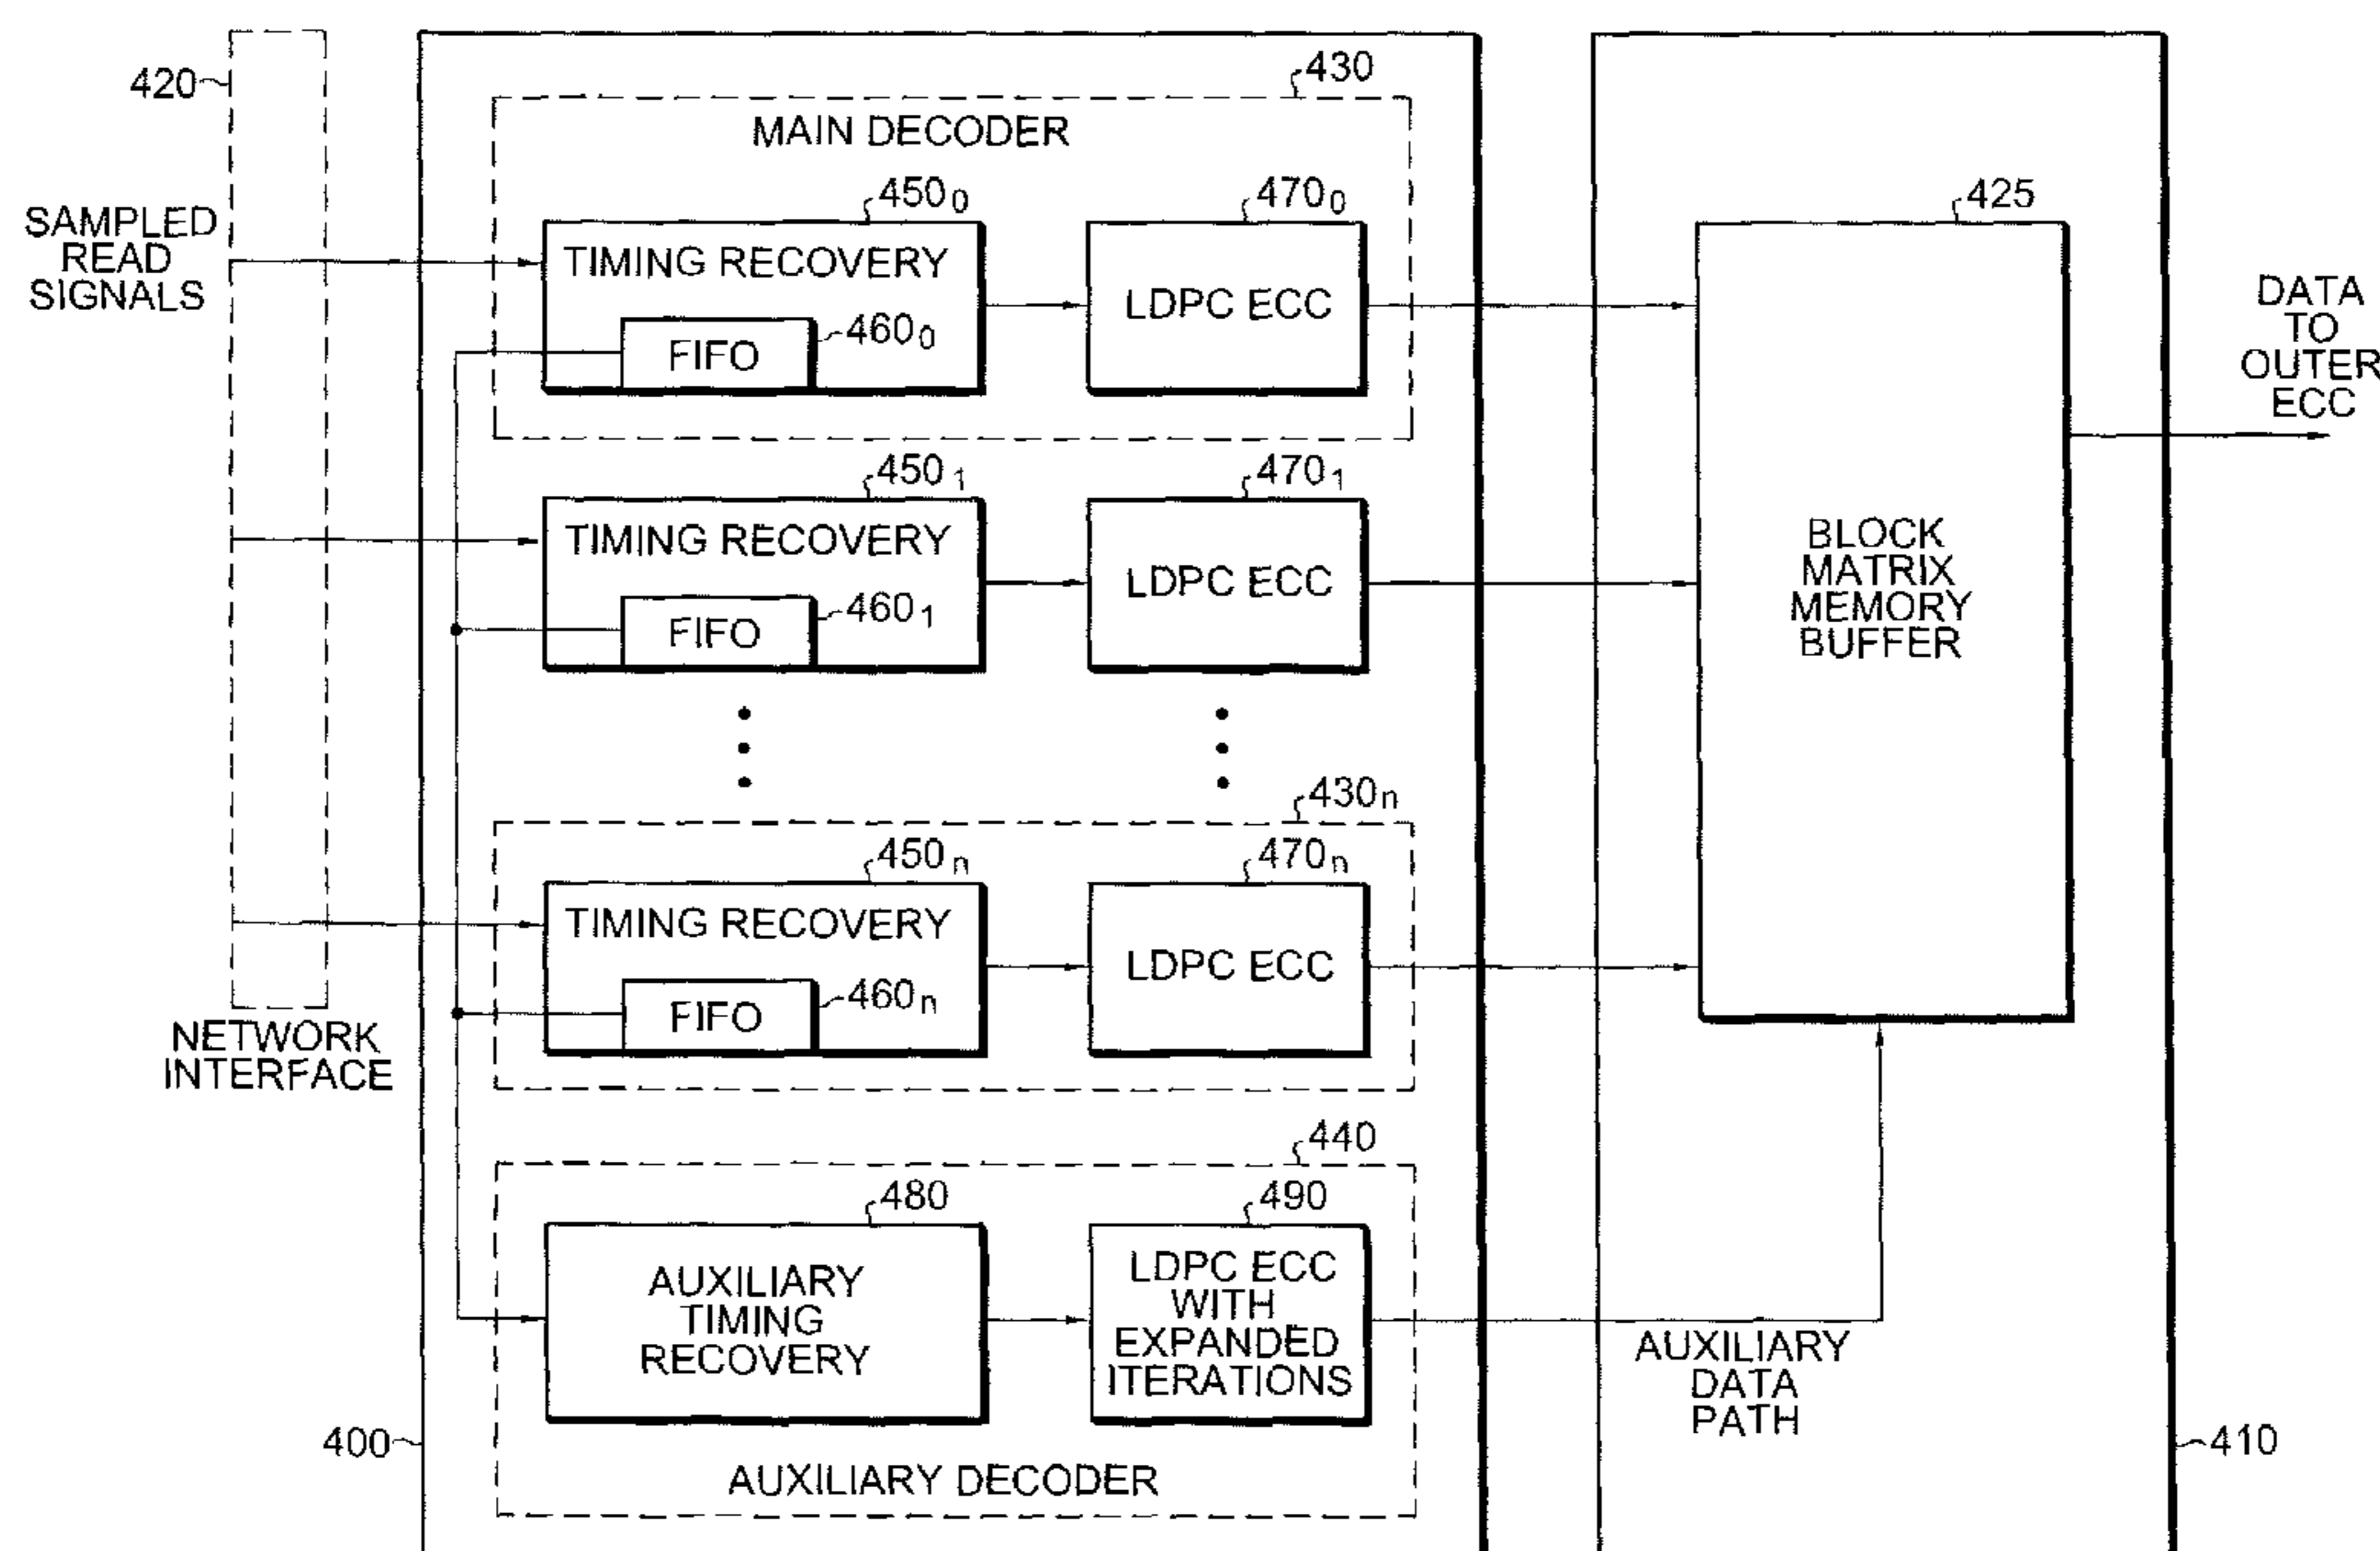 420
SAMPLED
READ
SIGNALS
NETWORK
INTERFACE
400
430
MAIN DECODER
450₀
TIMING RECOVERY
FIFO
460₀
470₀
LDPC ECC
450₁
TIMING RECOVERY
FIFO
460₁
470₁
LDPC ECC
430ₙ
450ₙ
TIMING RECOVERY
FIFO
460ₙ
470ₙ
LDPC ECC
440
480
AUXILIARY
TIMING
RECOVERY
490
LDPC ECC
WITH
EXPANDED
ITERATIONS
AUXILIARY DECODER
425
BLOCK
MATRIX
MEMORY
BUFFER
DATA
TO
OUTER
ECC
AUXILIARY
DATA
PATH
410